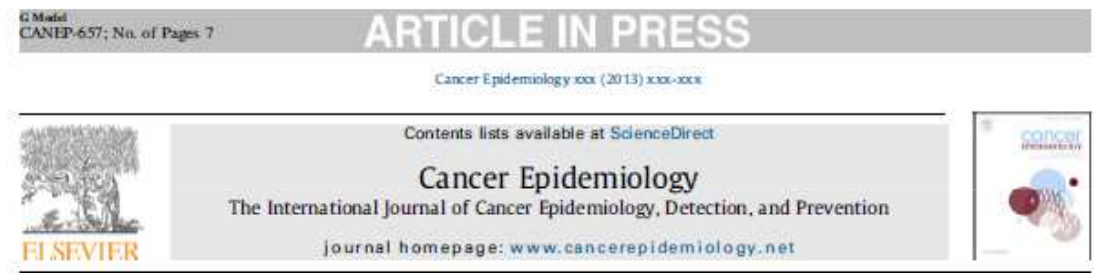 G Model
CANEP-657; No. of Pages 7
ARTICLE IN PRESS
Cancer Epidemiology xxx (2013) xxx–xxx
Contents lists available at ScienceDirect
Cancer Epidemiology
The International Journal of Cancer Epidemiology, Detection, and Prevention
journal homepage: www.cancerepidemiology.net
ELSEVIER
cancer